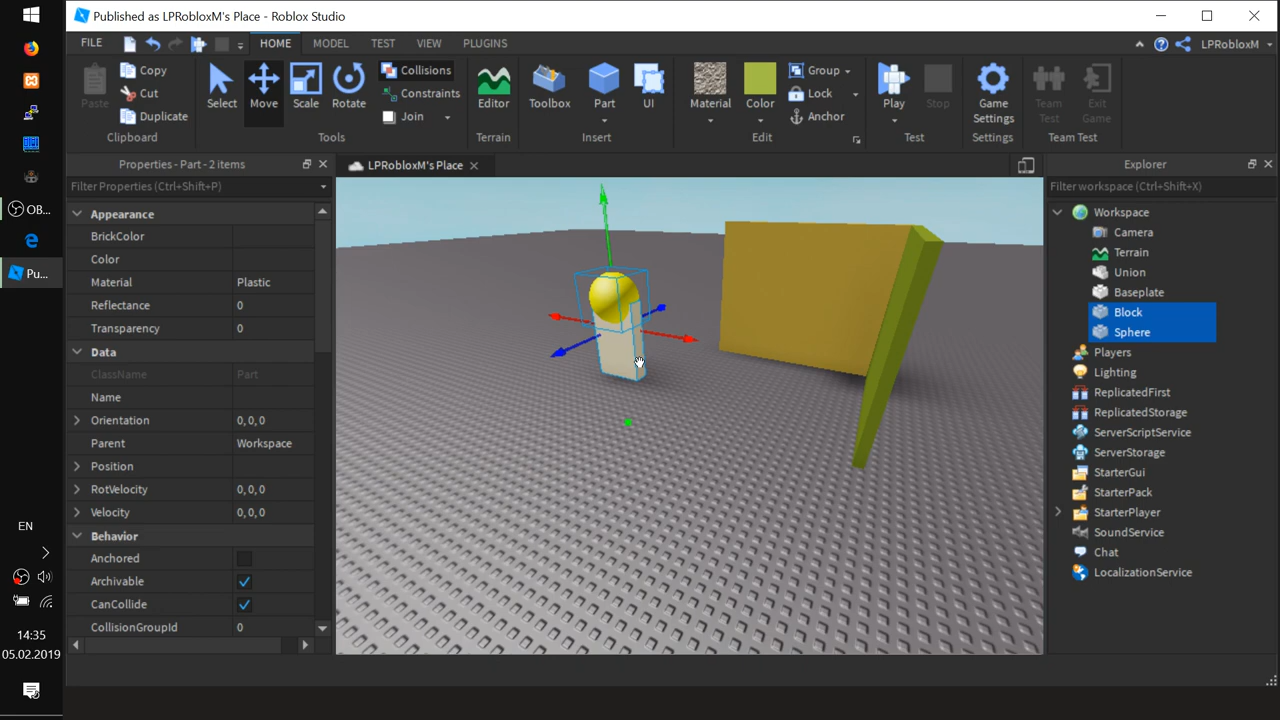 Published as LPRobloxM's Place - Roblox Studio
FILE HOME MODEL TEST VIEW PLUGINS LPRobloxM
Paste Copy Cut Duplicate Clipboard
Select Move Scale Rotate Collisions Constraints Join Tools
Editor Terrain
Toolbox Part UI Insert
Material Color Group Lock Anchor Edit
Play Stop Test
Game Settings Settings
Team Test Exit Game Team Test
Properties - Part - 2 items
Filter Properties (Ctrl+Shift+P)
Appearance
BrickColor
Color
Material Plastic
Reflectance 0
Transparency 0
Data
ClassName Part
Name
Orientation 0,0,0
Parent Workspace
Position
RotVelocity 0,0,0
Velocity 0,0,0
Behavior
Anchored
Archivable
CanCollide
CollisionGroupId 0
LPRobloxM's Place
Explorer
Filter workspace (Ctrl+Shift+X)
Workspace
Camera
Terrain
Union
Baseplate
Block
Sphere
Players
Lighting
ReplicatedFirst
ReplicatedStorage
ServerScriptService
ServerStorage
StarterGui
StarterPack
StarterPlayer
SoundService
Chat
LocalizationService
OB...
Pu...
EN
14:35
05.02.2019